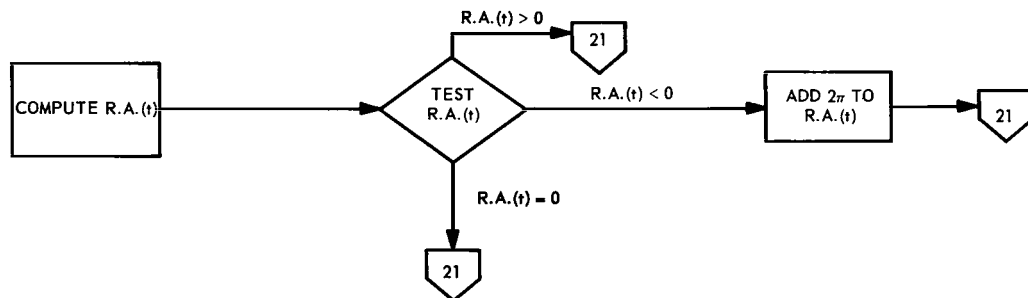 R.A.(t) > 0
21
COMPUTE R.A.(t)
TEST
R.A.(t)
R.A.(t) < 0
ADD 2π TO
R.A.(t)
21
R.A.(t) = 0
21